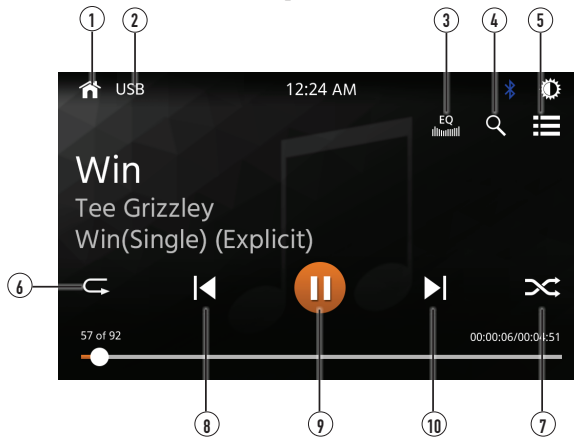 1 2 3 4 5
USB 12:24 AM
EQ
Win
Tee Grizzley
Win(Single) (Explicit)
6
57 of 92 00:00:06/00:04:51
8 9 10 7